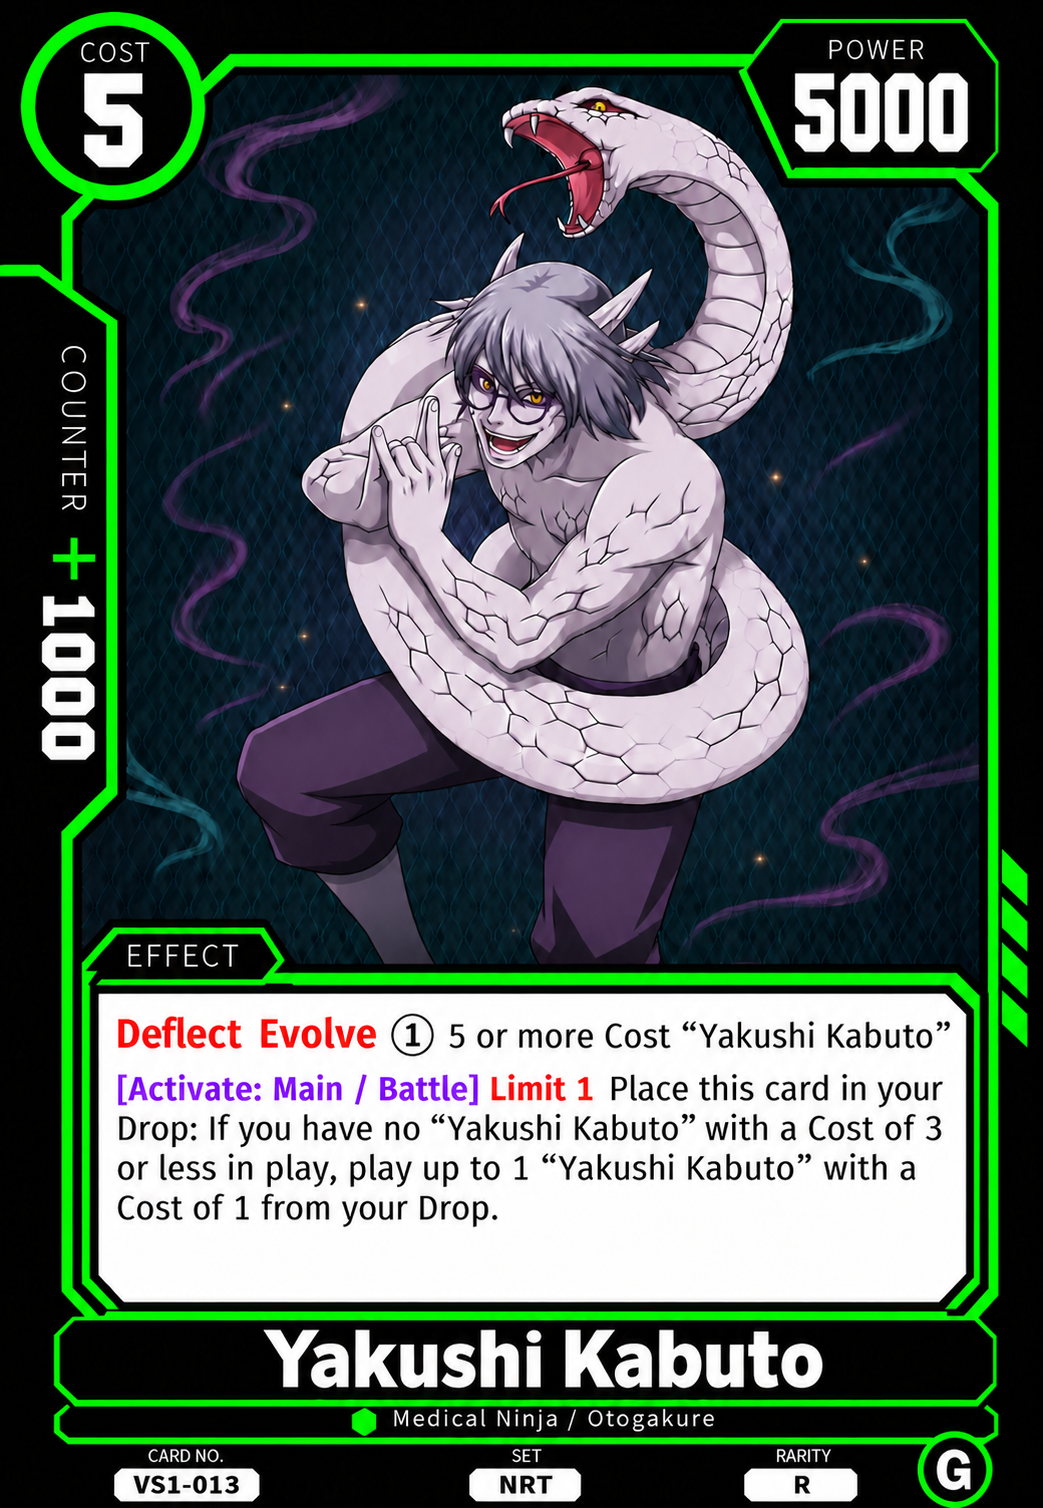 COST
5
POWER
5000
COUNTER +1000
EFFECT
Deflect Evolve ① 5 or more Cost “Yakushi Kabuto”
[Activate: Main / Battle] Limit 1 Place this card in your
Drop: If you have no “Yakushi Kabuto” with a Cost of 3
or less in play, play up to 1 “Yakushi Kabuto” with a
Cost of 1 from your Drop.
Yakushi Kabuto
Medical Ninja / Otogakure
CARD NO.
VS1-013
SET
NRT
RARITY
R
G